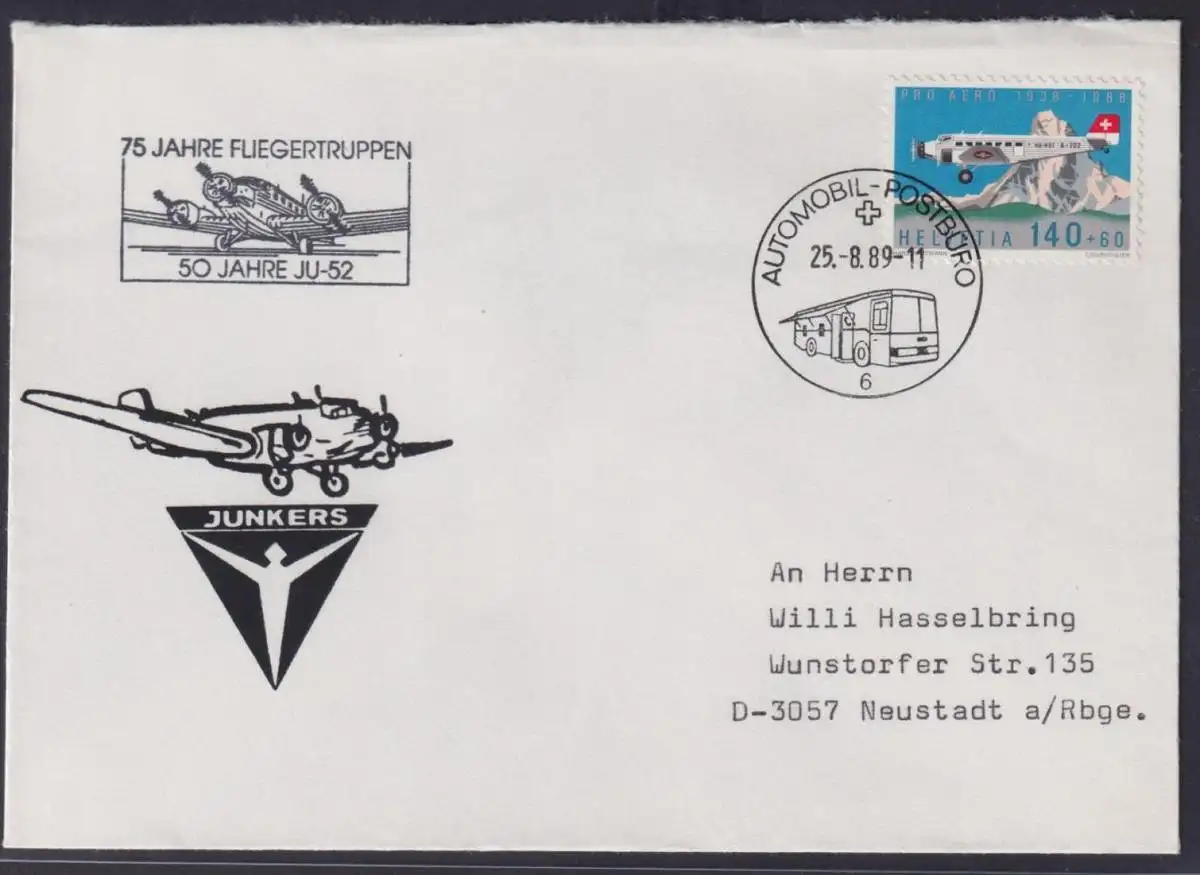 75 JAHRE FLIEGERTRUPPEN
50 JAHRE JU-52
PRO AERO 1938-1988
HELVETIA 140+60
AUTOMOBIL-POSTBÜRO
25.-8.89-11
6
JUNKERS
An Herrn
Willi Hasselbring
Wunstorfer Str.135
D-3057 Neustadt a/Rbge.